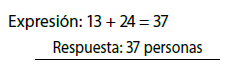 Expresión: 13 + 24 = 37
Respuesta: 37 personas